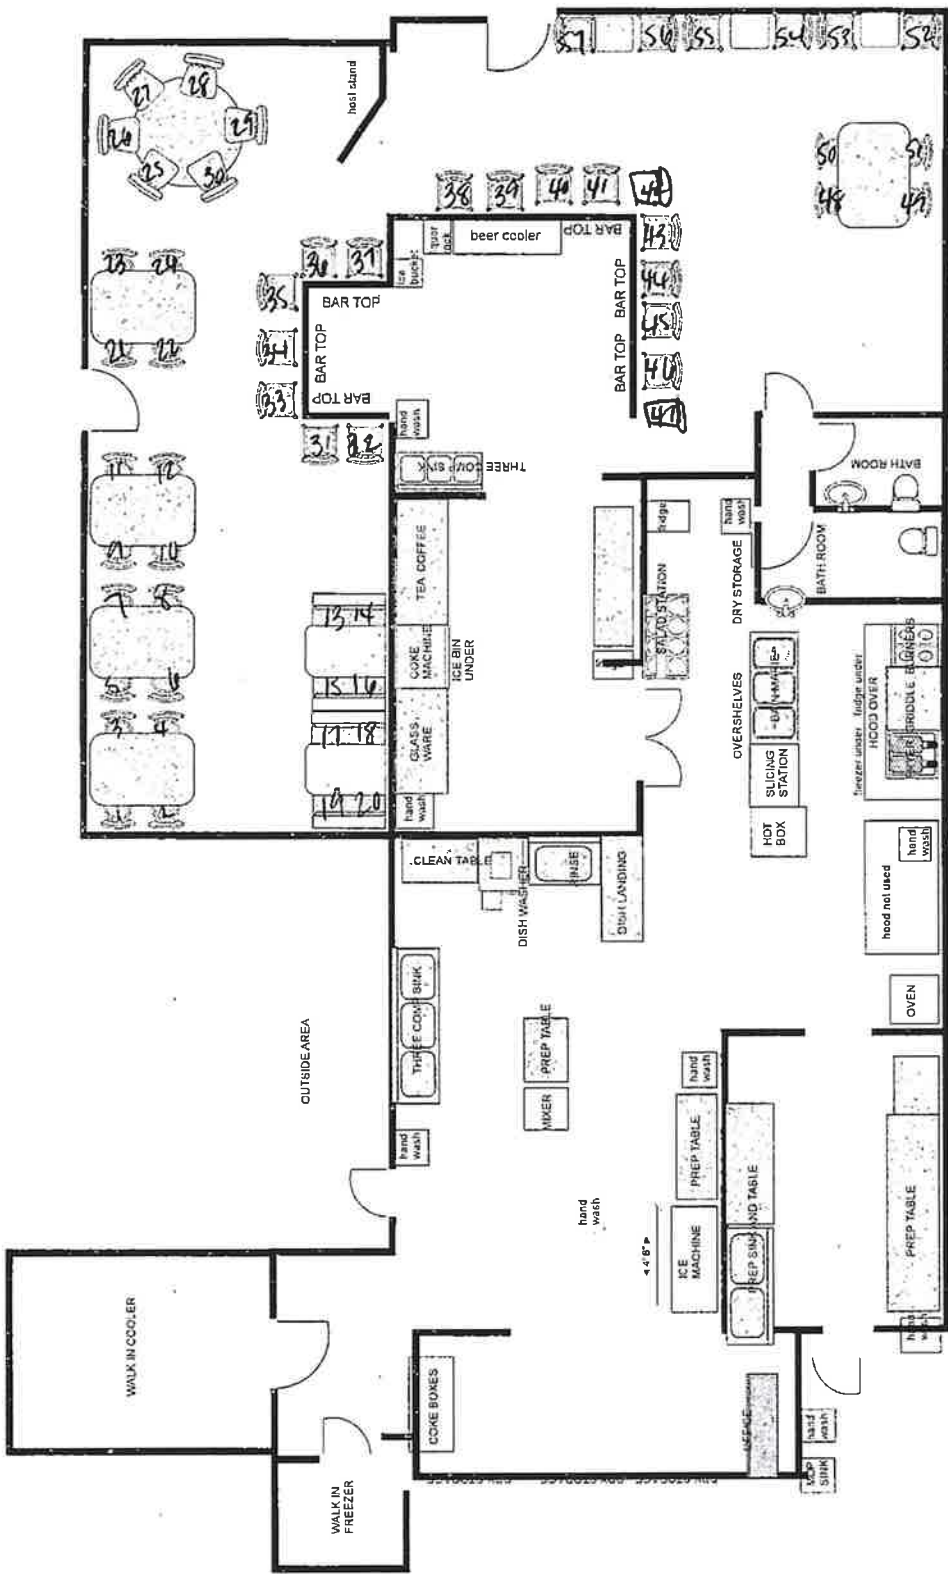 27
28
26
29
25
30
host stand
57
56
55
54
53
52
50
51
48
49
38
39
40
41
42
43
44
45
46
47
beer cooler
BAR TOP
BAR TOP
BAR TOP
23
24
21
22
36
37
35
34
33
31
32
BAR TOP
BAR TOP
BAR TOP
hand
wash
THREE COMP SINK
11
12
9
10
7
8
5
6
3
4
1
2
13 14
15 16
17 18
19 20
TEA COFFEE
COKE
MACHINE
ICE BIN
UNDER
GLASS
WARE
hand
wash
fridge
SALAD STATION
hand
wash
DRY STORAGE
BATH ROOM
BATH ROOM
OVERSHELVES
BAIN-MARIES
SLICING
STATION
HOT
BOX
freezer under fridge under
HOOD OVER
FRYER GRIDDLE BURNERS
hood not used
hand
wash
OVEN
CLEAN TABLE
DISH WASHER
RINSE
DISH LANDING
OUTSIDE AREA
THREE COMP SINK
hand
wash
PREP TABLE
MIXER
hand
wash
hand
wash
PREP TABLE
4'6"
ICE
MACHINE
PREP SINK AND TABLE
PREP TABLE
hand
wash
WALK IN COOLER
WALK IN
FREEZER
COKE BOXES
OFFICE
hand
wash
MOP
SINK